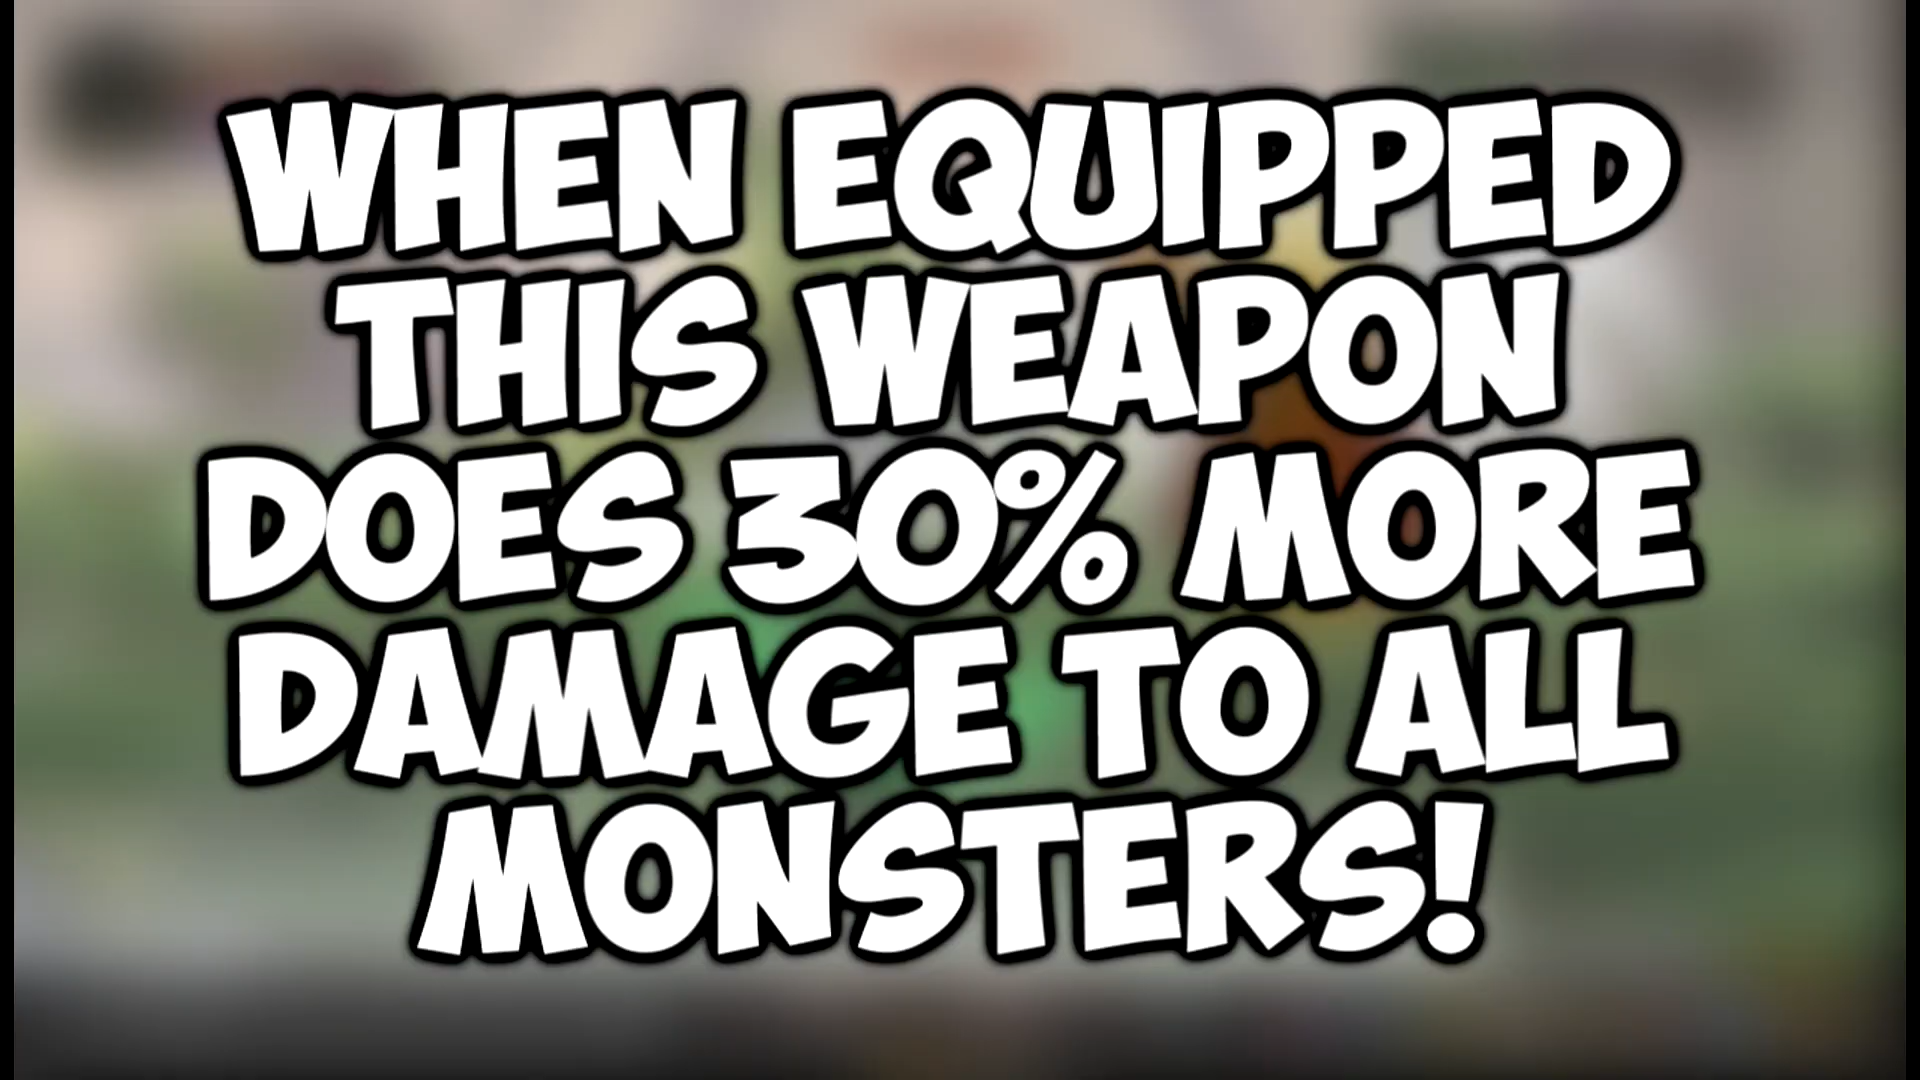 WHEN EQUIPPED
THIS WEAPON
DOES 30% MORE
DAMAGE TO ALL
MONSTERS!